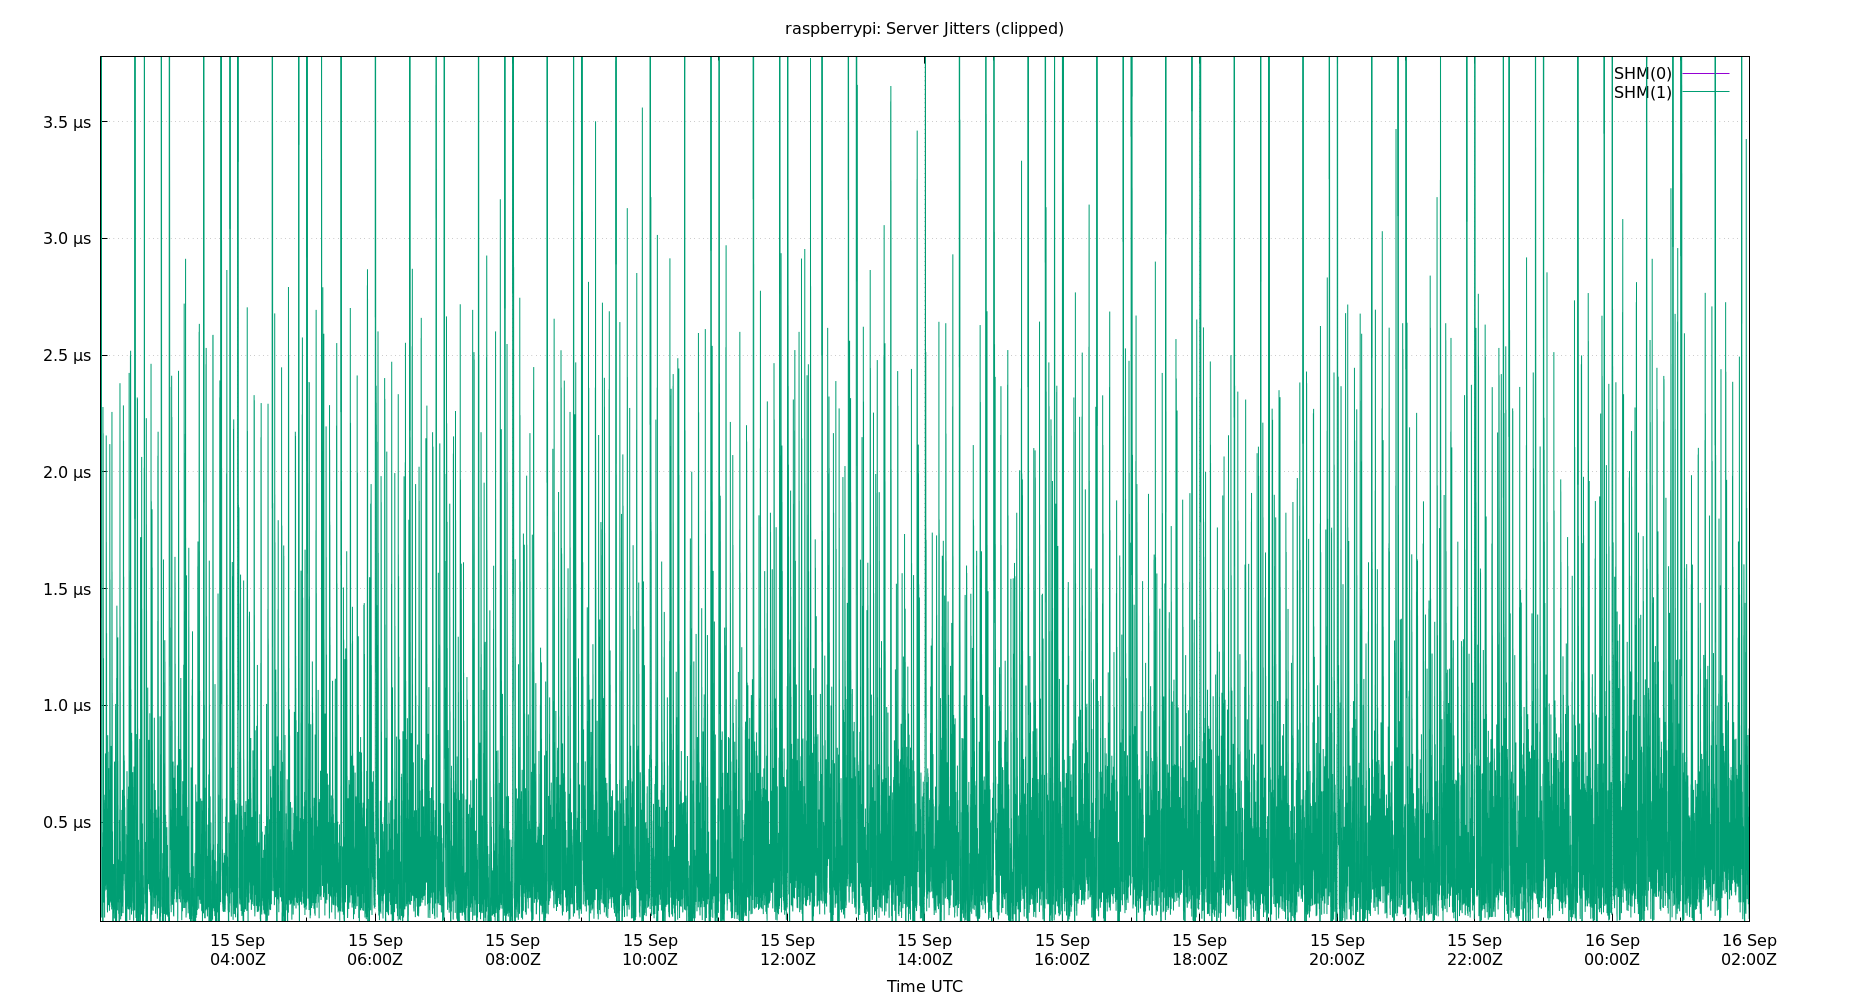 raspberrypi: Server Jitters (clipped)
SHM(0)
SHM(1)
3.5 µs
3.0 µs
2.5 µs
2.0 µs
1.5 µs
1.0 µs
0.5 µs
15 Sep 15 Sep 15 Sep 15 Sep 15 Sep 15 Sep 15 Sep 15 Sep 15 Sep 15 Sep 16 Sep 16 Sep
04:00Z 06:00Z 08:00Z 10:00Z 12:00Z 14:00Z 16:00Z 18:00Z 20:00Z 22:00Z 00:00Z 02:00Z
Time UTC